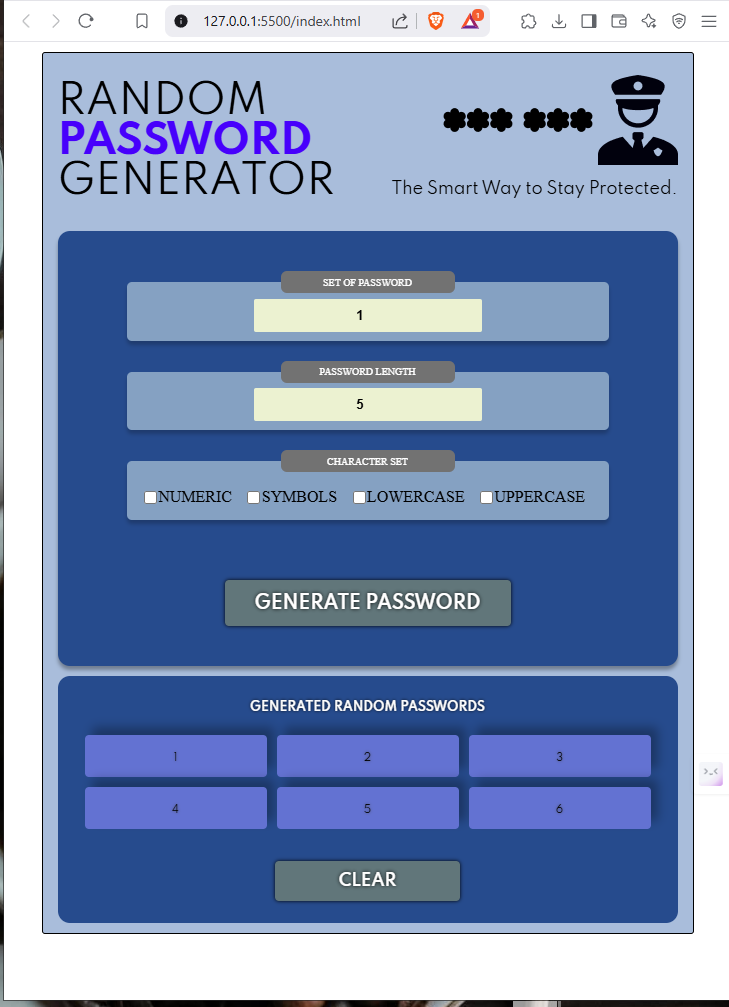 127.0.0.1:5500/index.html
1
RANDOM
PASSWORD
GENERATOR
The Smart Way to Stay Protected.
SET OF PASSWORD
1
PASSWORD LENGTH
5
CHARACTER SET
NUMERIC SYMBOLS LOWERCASE UPPERCASE
GENERATE PASSWORD
GENERATED RANDOM PASSWORDS
1 2 3
4 5 6
CLEAR